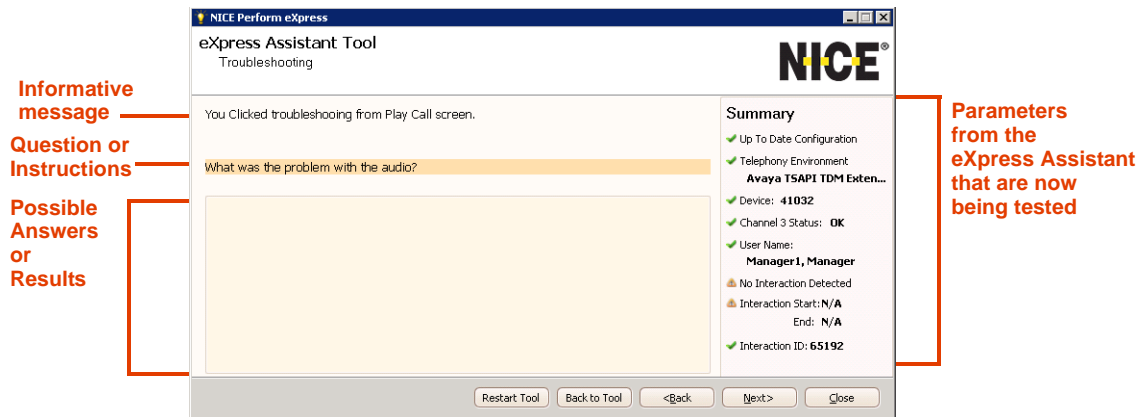 NICE Perform eXpress
eXpress Assistant Tool
Troubleshooting
NICE®
Informative
message
You Clicked troubleshooing from Play Call screen.
Question or
Instructions
What was the problem with the audio?
Possible
Answers
or
Results
Summary
Up To Date Configuration
Telephony Environment
Avaya TSAPI TDM Exten...
Device: 41032
Channel 3 Status: OK
User Name:
Manager1, Manager
No Interaction Detected
Interaction Start: N/A
End: N/A
Interaction ID: 65192
Parameters
from the
eXpress Assistant
that are now
being tested
Restart Tool
Back to Tool
<Back
Next>
Close